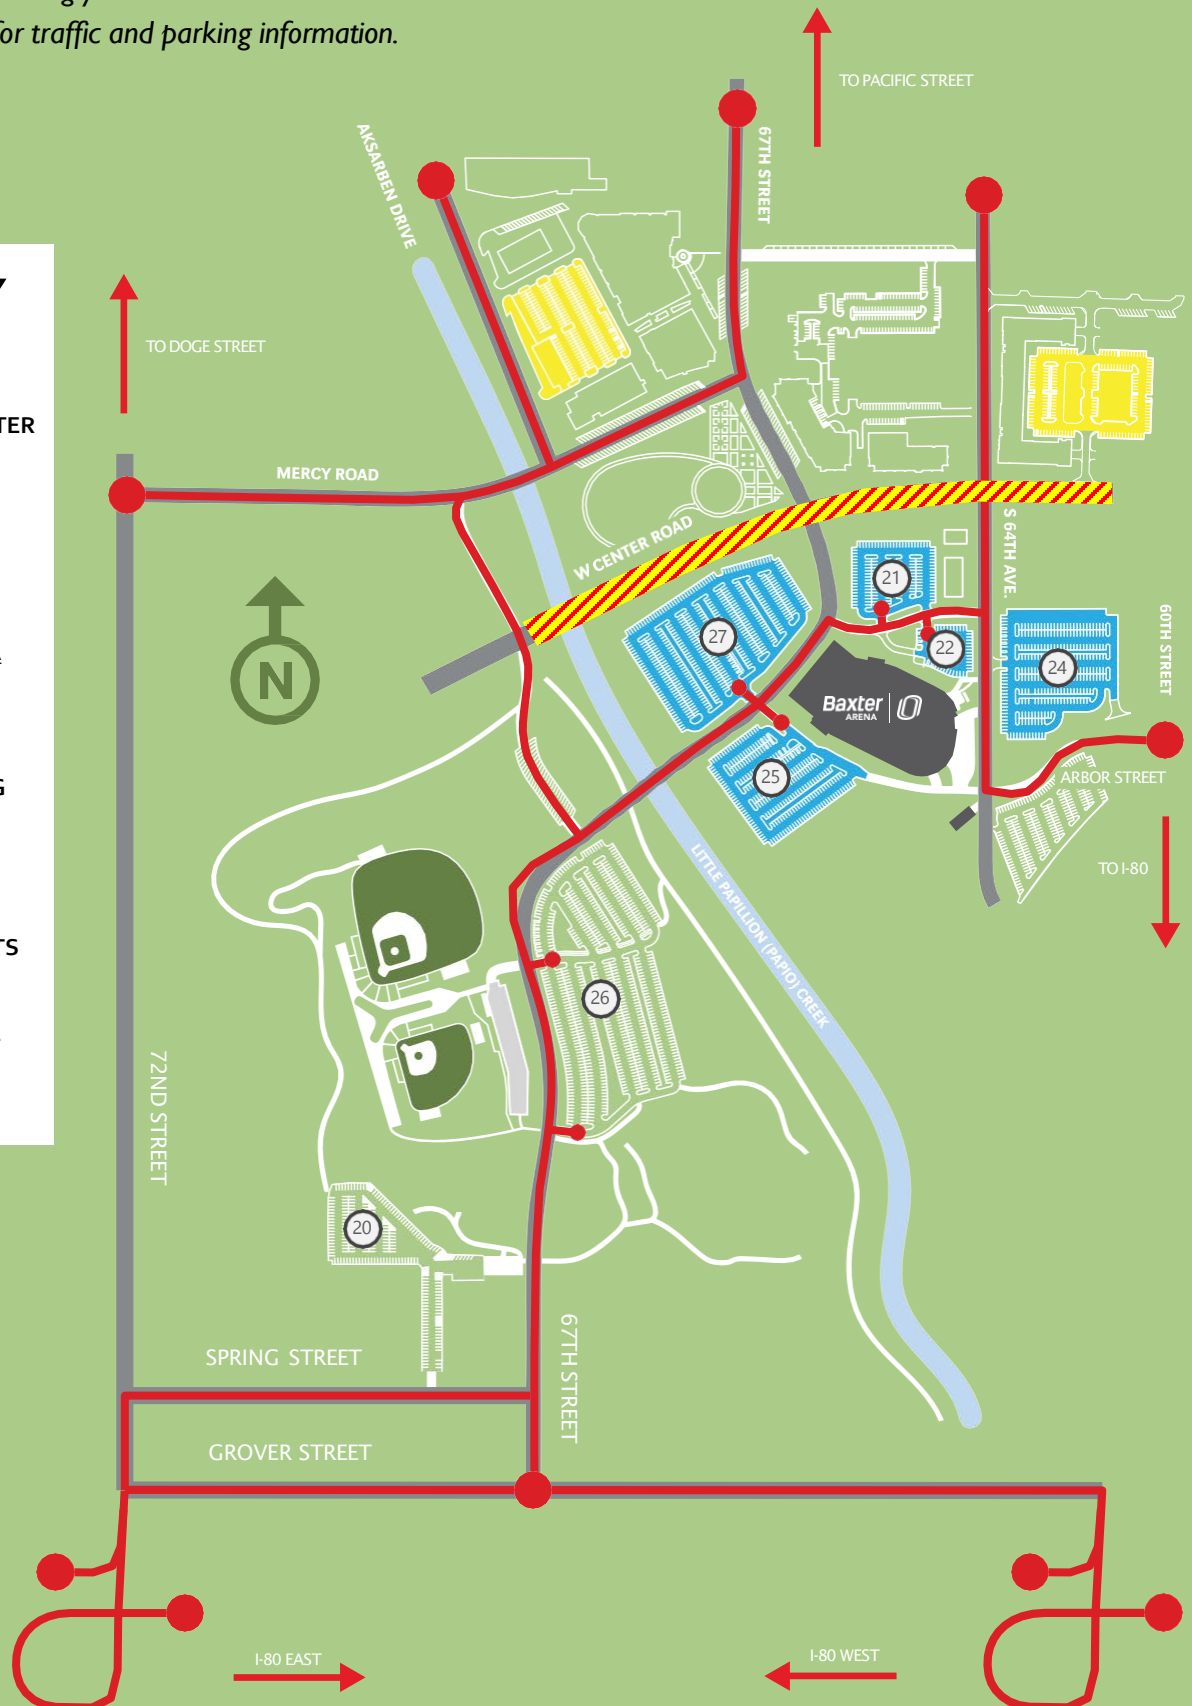 for traffic and parking information.
TO PACIFIC STREET
67TH STREET
AKSARBEN DRIVE
TO DOGE STREET
TER
MERCY ROAD
W CENTER ROAD
S 64TH AVE.
21
27
22
24
60TH STREET
N
Baxter
ARENA
25
ARBOR STREET
G
TO I-80
LITTLE PAPILLION (PAPIO) CREEK
TS
26
72ND STREET
20
67TH STREET
SPRING STREET
GROVER STREET
I-80 EAST
I-80 WEST